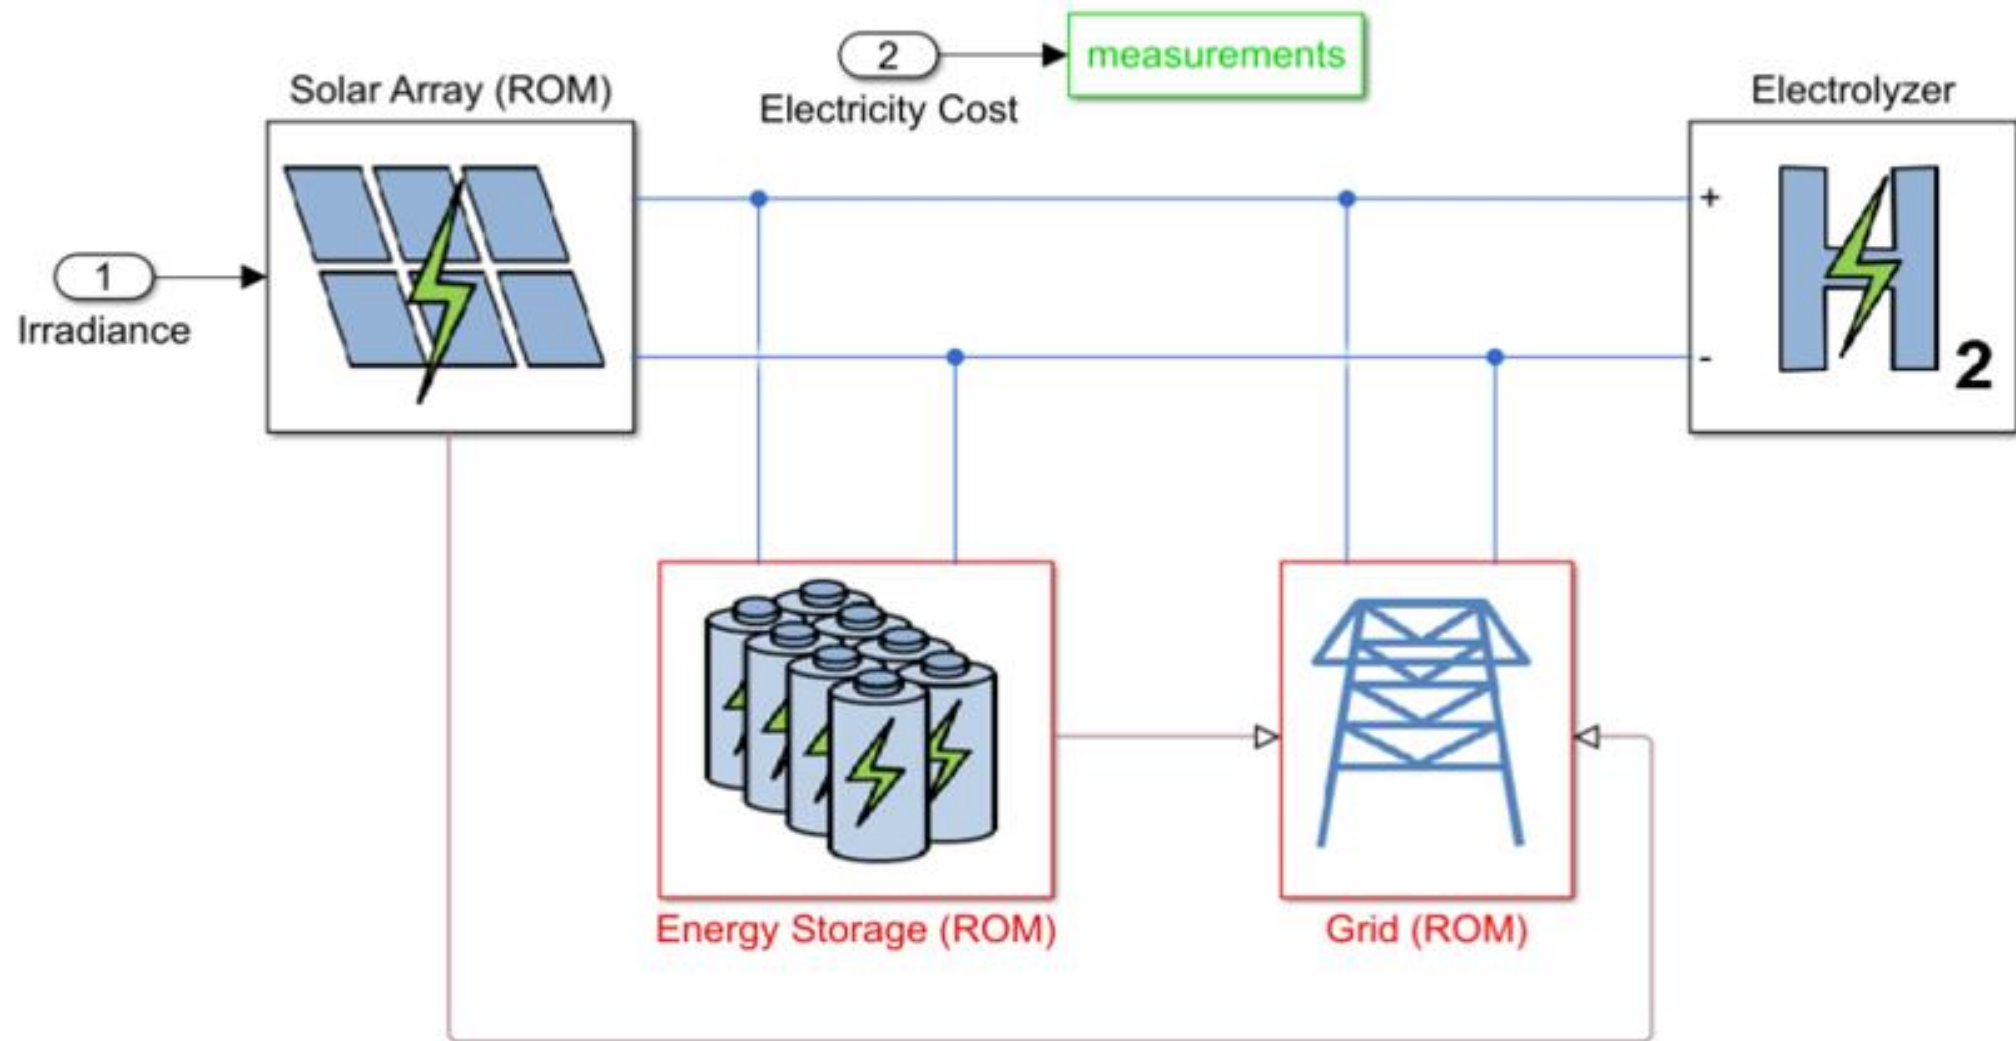 2
measurements
Electricity Cost
Solar Array (ROM)
Electrolyzer
1
Irradiance
+
-
2
Energy Storage (ROM)
Grid (ROM)